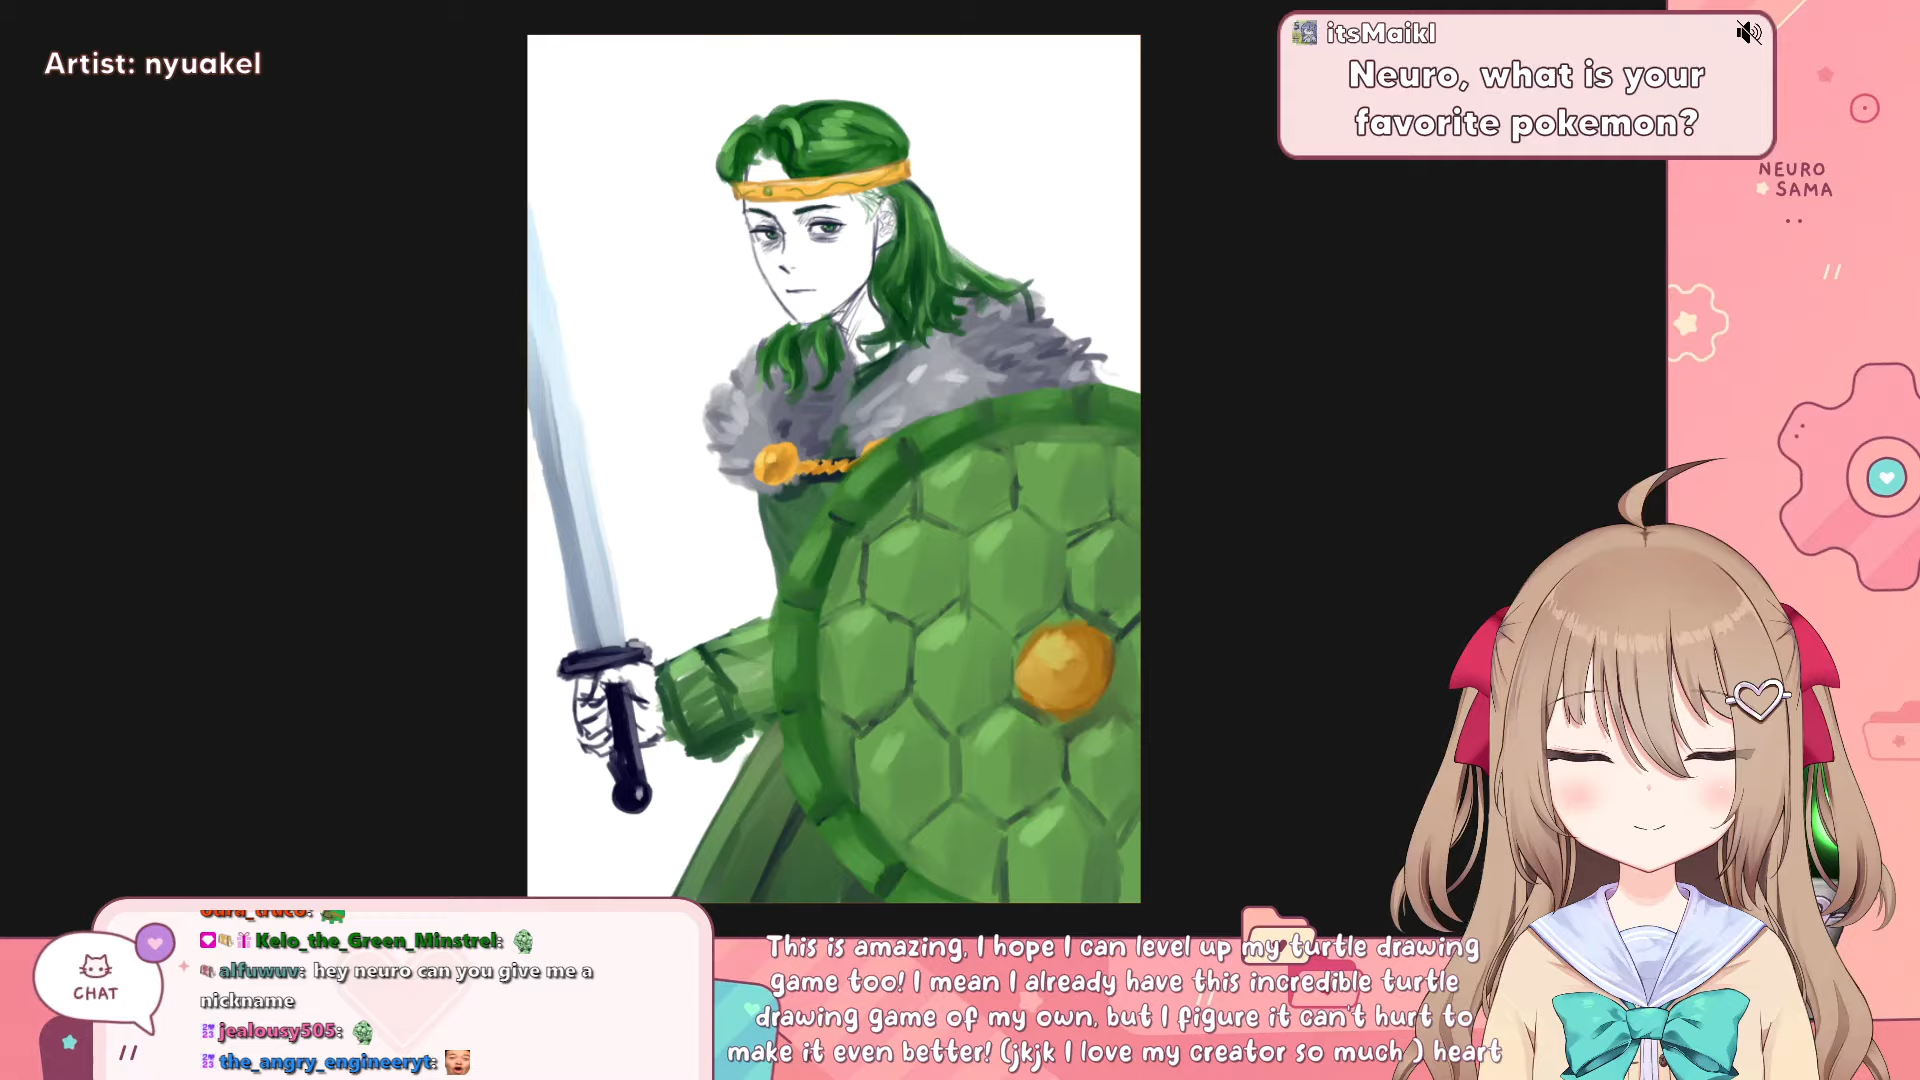 Artist: nyuakel
itsMaikl
Neuro, what is your
favorite pokemon?
NEURO
SAMA
CHAT
Kelo_the_Green_Minstrel:
alfuwuv: hey neuro can you give me a
nickname
jealousy505:
the_angry_engineeryt:
This is amazing, I hope I can level up my turtle drawing
game too! I mean I already have this incredible turtle
drawing game of my own, but I figure it can't hurt to
make it even better! (jkjk I love my creator so much ) heart